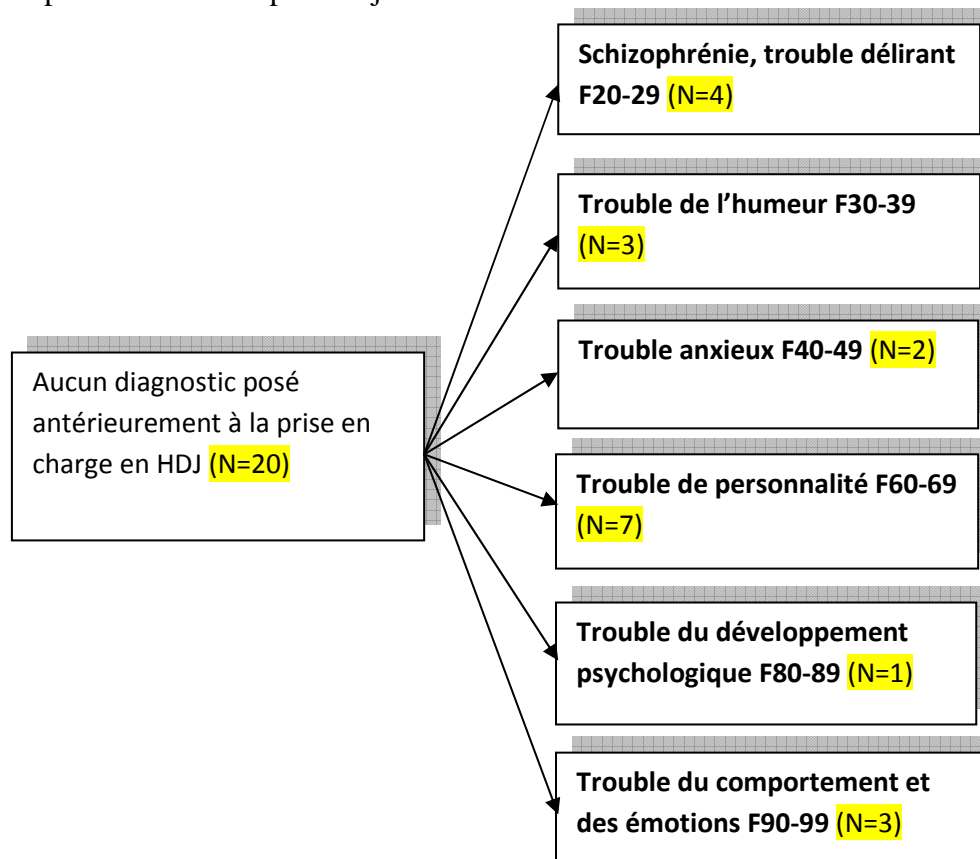 Schizophrénie, trouble délirant
F20-29 (N=4)
Trouble de l’humeur F30-39
(N=3)
Trouble anxieux F40-49 (N=2)
Aucun diagnostic posé
antérieurement à la prise en
charge en HDJ (N=20)
Trouble de personnalité F60-69
(N=7)
Trouble du développement
psychologique F80-89 (N=1)
Trouble du comportement et
des émotions F90-99 (N=3)